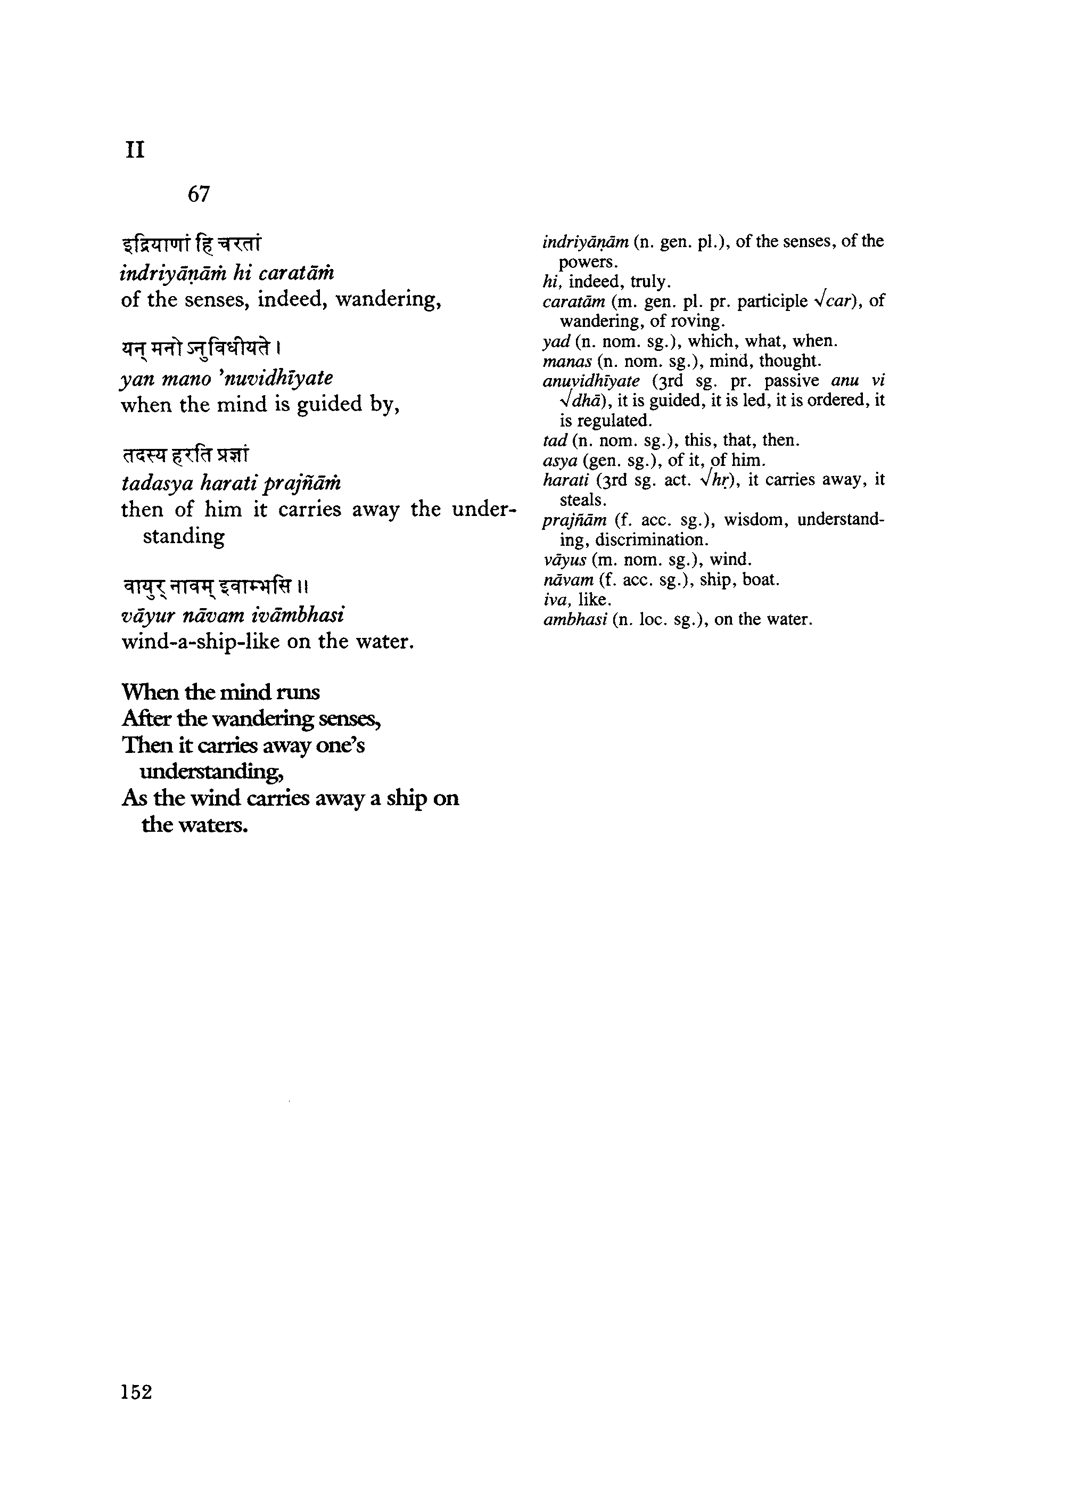 II
67
इद्रियाणां हि चरतां
indriyāṇāṁ hi caratāṁ
of the senses, indeed, wandering,
यन् मनो ऽनुविधीयते ।
yan mano 'nuvidhīyate
when the mind is guided by,
तदस्य हरति प्रज्ञां
tadasya harati prajñāṁ
then of him it carries away the under-
standing
वायुर् नावम् इवाम्भसि ॥
vāyur nāvam ivāmbhasi
wind-a-ship-like on the water.
When the mind runs
After the wandering senses,
Then it carries away one's
understanding,
As the wind carries away a ship on
the waters.
indriyāṇām (n. gen. pl.), of the senses, of the
powers.
hi, indeed, truly.
caratām (m. gen. pl. pr. participle √car), of
wandering, of roving.
yad (n. nom. sg.), which, what, when.
manas (n. nom. sg.), mind, thought.
anuvidhīyate (3rd sg. pr. passive anu vi
√dhā), it is guided, it is led, it is ordered, it
is regulated.
tad (n. nom. sg.), this, that, then.
asya (gen. sg.), of it, of him.
harati (3rd sg. act. √hṛ), it carries away, it
steals.
prajñām (f. acc. sg.), wisdom, understand-
ing, discrimination.
vāyus (m. nom. sg.), wind.
nāvam (f. acc. sg.), ship, boat.
iva, like.
ambhasi (n. loc. sg.), on the water.
152